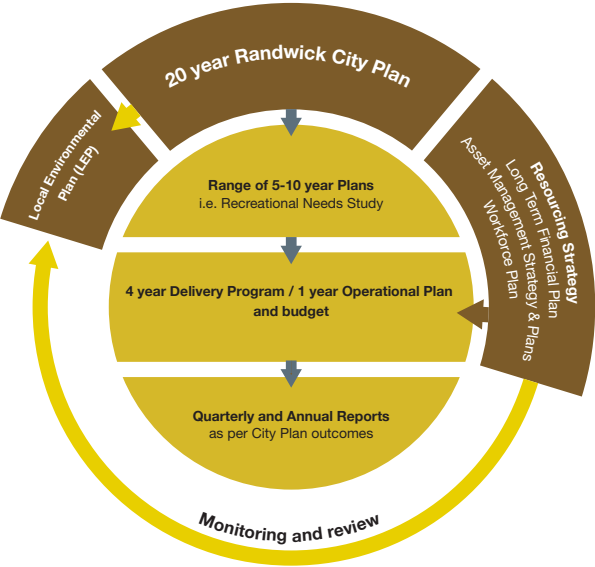 20 year Randwick City Plan
Local Environmental
Plan (LEP)
Resourcing Strategy
Long Term Financial Plan
Asset Management Strategy & Plans
Workforce Plan
Range of 5-10 year Plans
i.e. Recreational Needs Study
4 year Delivery Program / 1 year Operational Plan
and budget
Quarterly and Annual Reports
as per City Plan outcomes
Monitoring and review